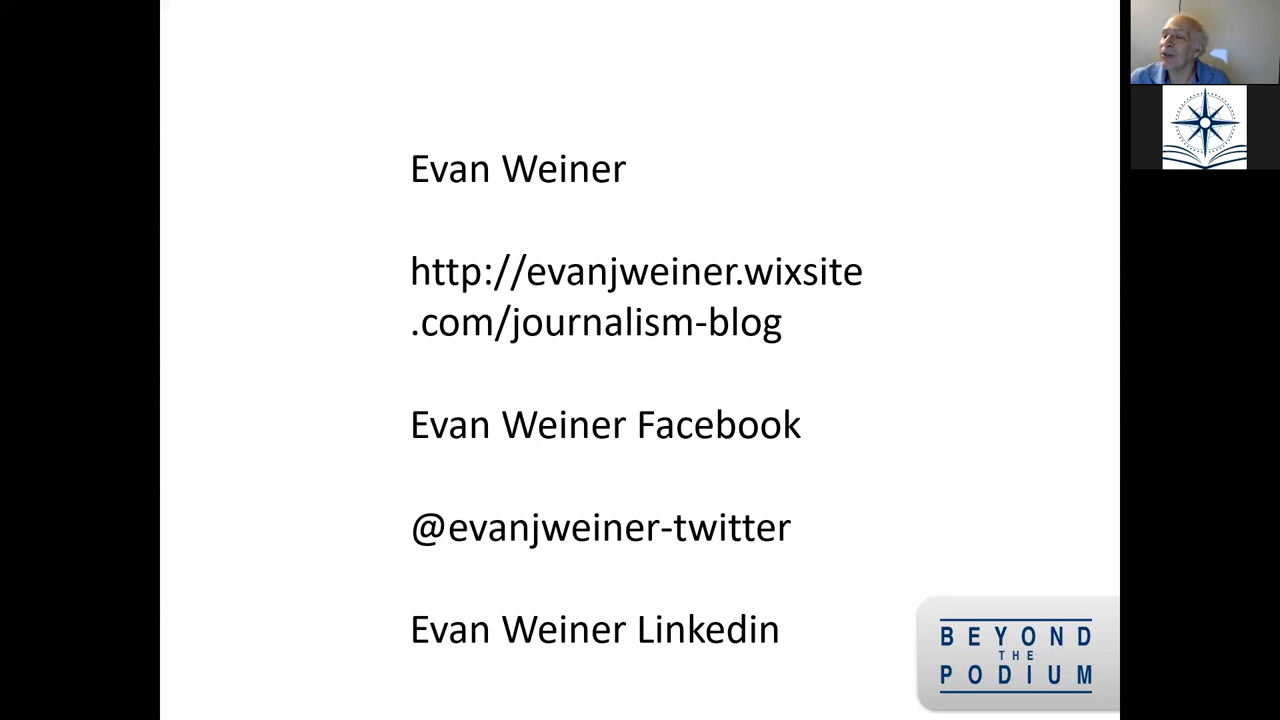 Evan Weiner
http://evanjweiner.wixsite
.com/journalism-blog
Evan Weiner Facebook
@evanjweiner-twitter
Evan Weiner Linkedin
BEYOND
THE
PODIUM